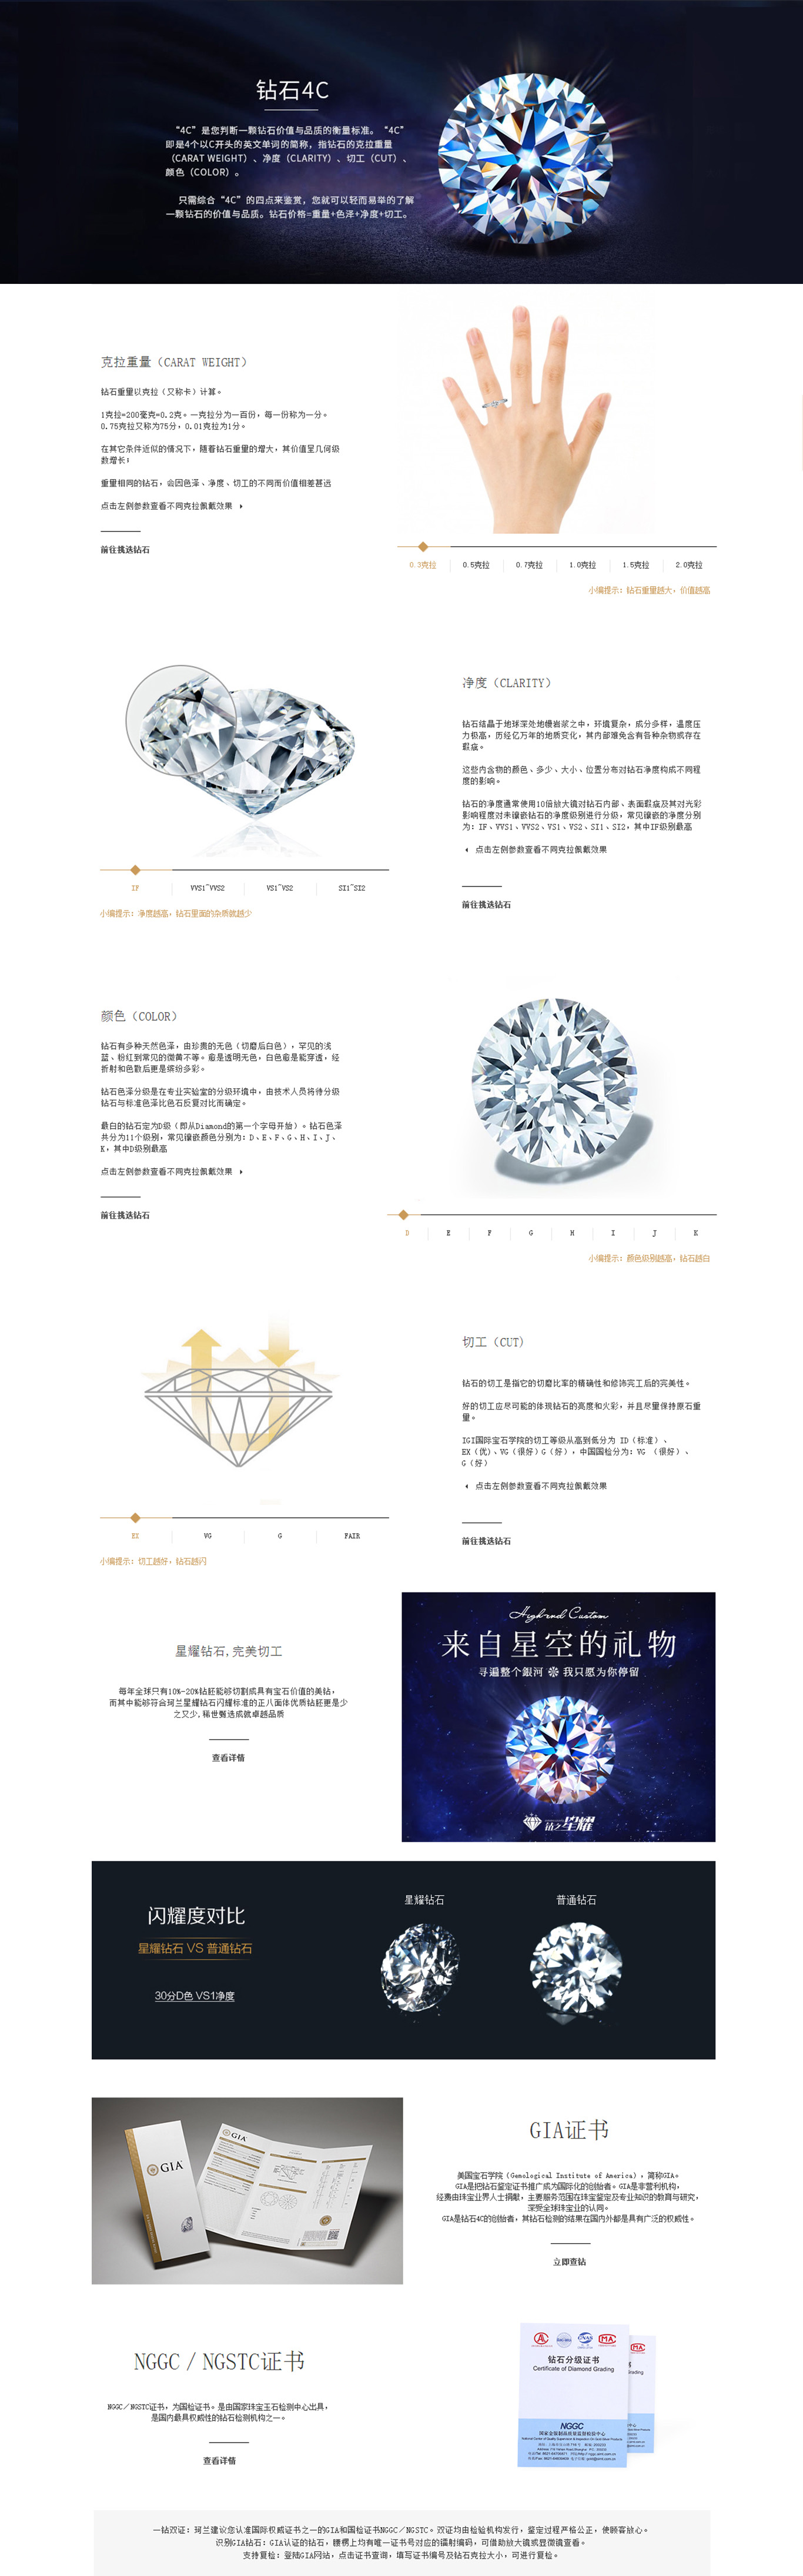 钻石4C
“4C”是您判断一颗钻石价值与品质的衡量标准。“4C”
即是4个以C开头的英文单词的简称，指钻石的克拉重量
（CARAT WEIGHT）、净度（CLARITY）、切工（CUT）、
颜色（COLOR）。
只需综合“4C”的四点来鉴赏，您就可以轻而易举的了解
一颗钻石的价值与品质。钻石价格=重量+色泽+净度+切工。
克拉重量（CARAT WEIGHT）
钻石重量以克拉（又称卡）计算。
1克拉=200毫克=0.2克。一克拉分为一百份，每一份称为一分。
0.75克拉又称为75分，0.01克拉为1分。
在其它条件近似的情况下，随着钻石重量的增大，其价值呈几何级
数增长；
重量相同的钻石，会因色泽、净度、切工的不同而价值相差甚远
点击左侧参数查看不同克拉佩戴效果
前往挑选钻石
0.3克拉 0.5克拉 0.7克拉 1.0克拉 1.5克拉 2.0克拉
小编提示：钻石重量越大，价值越高
净度（CLARITY）
钻石结晶于地球深处地幔岩浆之中，环境复杂，成分多样，温度压
力极高，历经亿万年的地质变化，其内部难免含有各种杂物或存在
瑕疵。
这些内含物的颜色、多少、大小、位置分布对钻石净度构成不同程
度的影响。
钻石的净度通常使用10倍放大镜对钻石内部、表面瑕疵及其对光彩
影响程度对未镶嵌钻石的净度级别进行分级，常见镶嵌的净度分别
为：IF、VVS1、VVS2、VS1、VS2、SI1、SI2，其中IF级别最高
点击左侧参数查看不同克拉佩戴效果
前往挑选钻石
IF VVS1~VVS2 VS1~VS2 SI1~SI2
小编提示：净度越高，钻石里面的杂质就越少
颜色（COLOR）
钻石有多种天然色泽，由珍贵的无色（切磨后白色），罕见的浅
蓝、粉红到常见的微黄不等。愈是透明无色，白色愈是能穿透，经
折射和色散后更是缤纷多彩。
钻石色泽分级是在专业实验室的分级环境中，由技术人员将待分级
钻石与标准色泽比色石反复对比而确定。
最白的钻石定为D级（即从Diamond的第一个字母开始）。钻石色泽
共分为11个级别，常见镶嵌颜色分别为：D、E、F、G、H、I、J、
K，其中D级别最高
点击左侧参数查看不同克拉佩戴效果
前往挑选钻石
D E F G H I J K
小编提示：颜色级别越高，钻石越白
切工（CUT）
钻石的切工是指它的切磨比率的精确性和修饰完工后的完美性。
好的切工应尽可能的体现钻石的亮度和火彩，并且尽量保持原石重
量。
IGI国际宝石学院的切工等级从高到低分为 ID（标准）、
EX（优)、VG（很好）G（好），中国国检分为：VG （很好）、
G（好）
点击左侧参数查看不同克拉佩戴效果
前往挑选钻石
EX VG G FAIR
小编提示：切工越好，钻石越闪
星耀钻石,完美切工
每年全球只有10%-20%钻胚能够切割成具有宝石价值的美钻，
而其中能够符合珂兰星耀钻石闪耀标准的正八面体优质钻胚更是少
之又少,稀世甄选成就卓越品质
查看详情
High-end Custom
来自星空的礼物
寻遍整个銀河 我只愿为你停留
钻之星耀
闪耀度对比
星耀钻石 VS 普通钻石
30分D色 VS1净度
星耀钻石
普通钻石
GIA
GIA
GIA证书
美国宝石学院（Gemological Institute of America），简称GIA。
GIA是把钻石鉴定证书推广成为国际化的创始者。GIA是非营利机构，
经费由珠宝业界人士捐献，主要服务范围在珠宝鉴定及专业知识的教育与研究，
深受全球珠宝业的认同。
GIA是钻石4C的创始者，其钻石检测的结果在国内外都是具有广泛的权威性。
立即查钻
NGGC／NGSTC证书
NGGC／NGSTC证书，为国检证书。是由国家珠宝玉石检测中心出具，
是国内最具权威性的钻石检测机构之一。
查看详情
钻石分级证书
Certificate of Diamond Grading
NGGC
国家金银制品质量监督检验中心
一钻双证：珂兰建议您认准国际权威证书之一的GIA和国检证书NGGC／NGSTC。双证均由检验机构发行，鉴定过程严格公正，使顾客放心。
识别GIA钻石：GIA认证的钻石，腰楞上均有唯一证书号对应的镭射编码，可借助放大镜或显微镜查看。
支持复检：登陆GIA网站，点击证书查询，填写证书编号及钻石克拉大小，可进行复检。